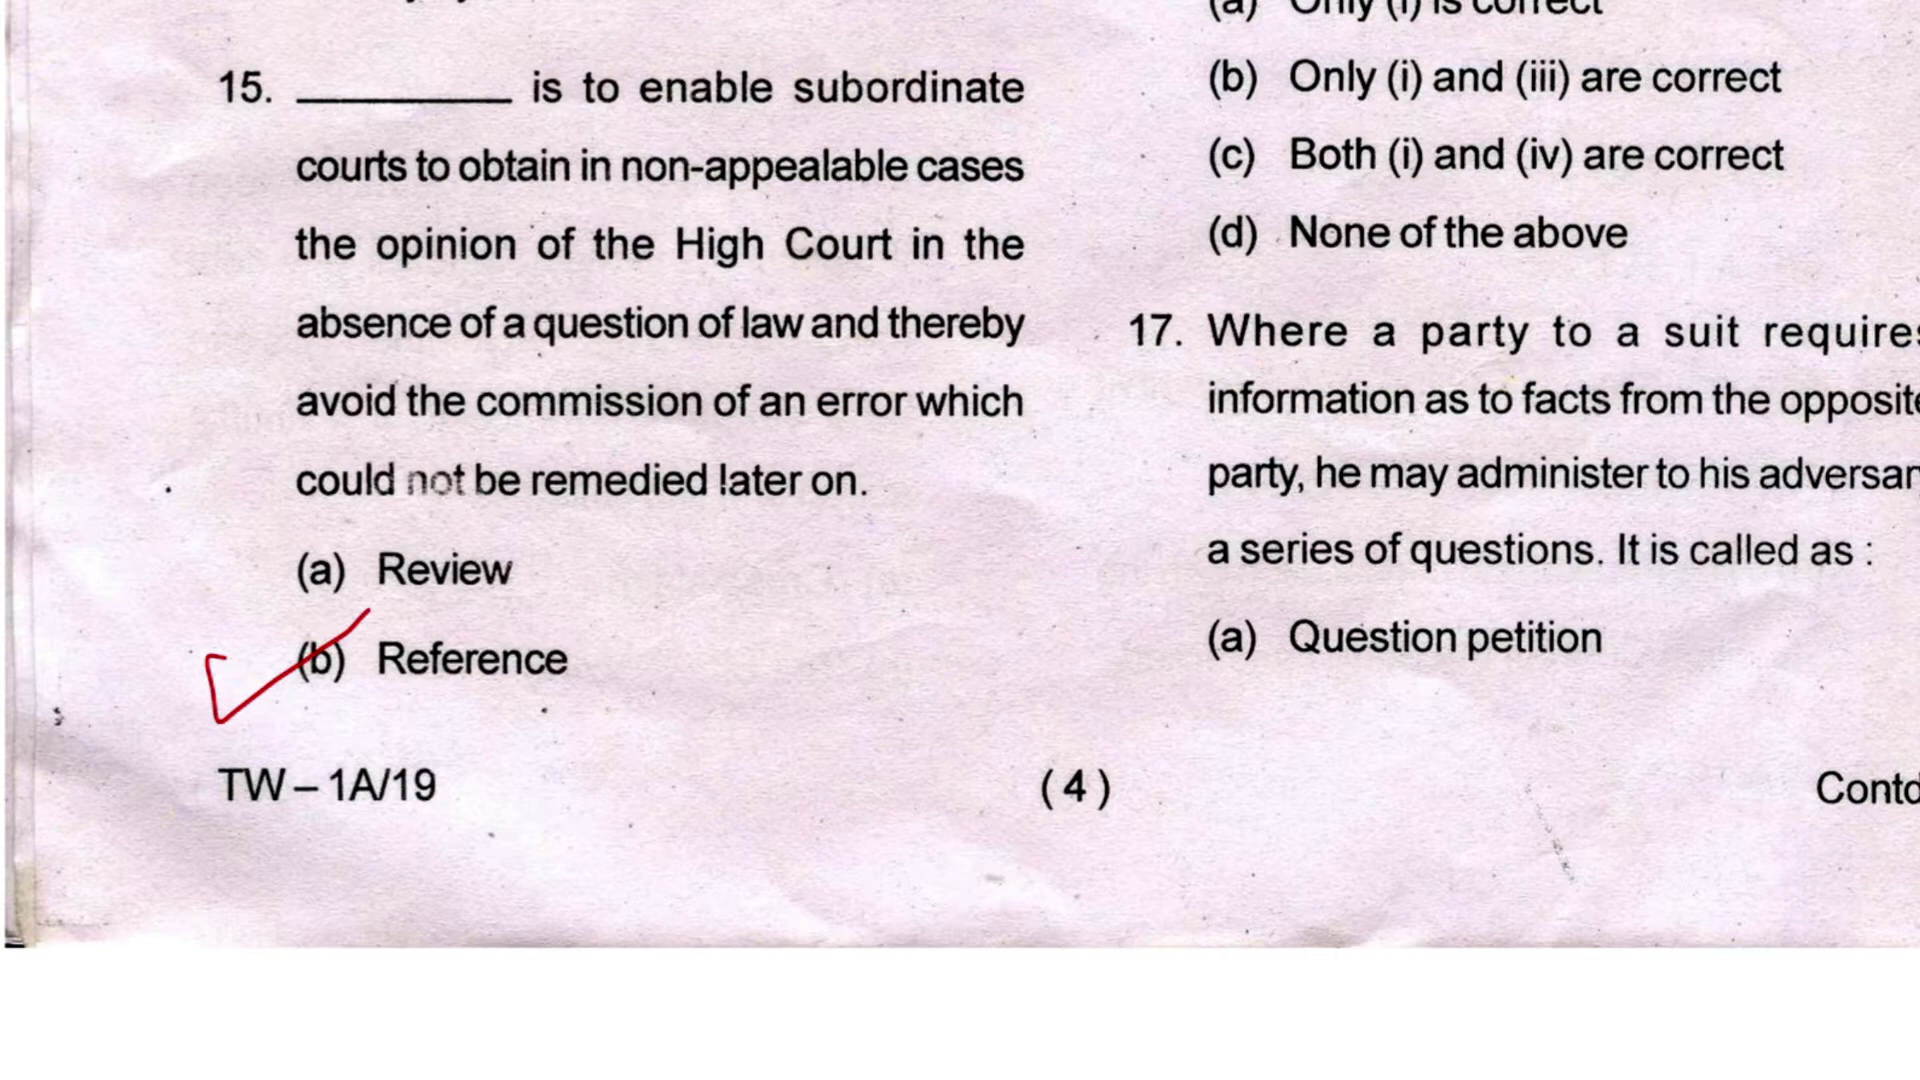 15. __________ is to enable subordinate
courts to obtain in non-appealable cases
the opinion of the High Court in the
absence of a question of law and thereby
avoid the commission of an error which
could not be remedied later on.
(a) Review
(b) Reference
(a) Only (i) is correct
(b) Only (i) and (iii) are correct
(c) Both (i) and (iv) are correct
(d) None of the above
17. Where a party to a suit require
information as to facts from the opposit
party, he may administer to his adversar
a series of questions. It is called as :
(a) Question petition
TW – 1A/19
( 4 )
Contd